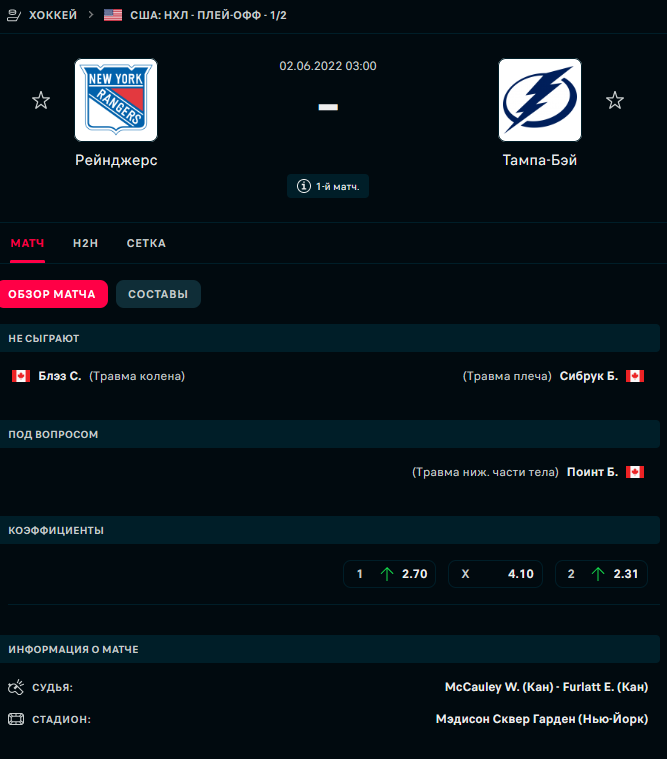 ХОККЕЙ > США: НХЛ - ПЛЕЙ-ОФФ - 1/2
02.06.2022 03:00
NEW YORK
RANGERS
-
Рейнджерс
Тампа-Бэй
1-й матч.
МАТЧ H2H СЕТКА
ОБЗОР МАТЧА СОСТАВЫ
НЕ СЫГРАЮТ
Блэз С. (Травма колена) (Травма плеча) Сибрук Б.
ПОД ВОПРОСОМ
(Травма ниж. части тела) Поинт Б.
КОЭФФИЦИЕНТЫ
1 ↑ 2.70 X 4.10 2 ↑ 2.31
ИНФОРМАЦИЯ О МАТЧЕ
СУДЬЯ: McCauley W. (Кан) - Furlatt E. (Кан)
СТАДИОН: Мэдисон Сквер Гарден (Нью-Йорк)